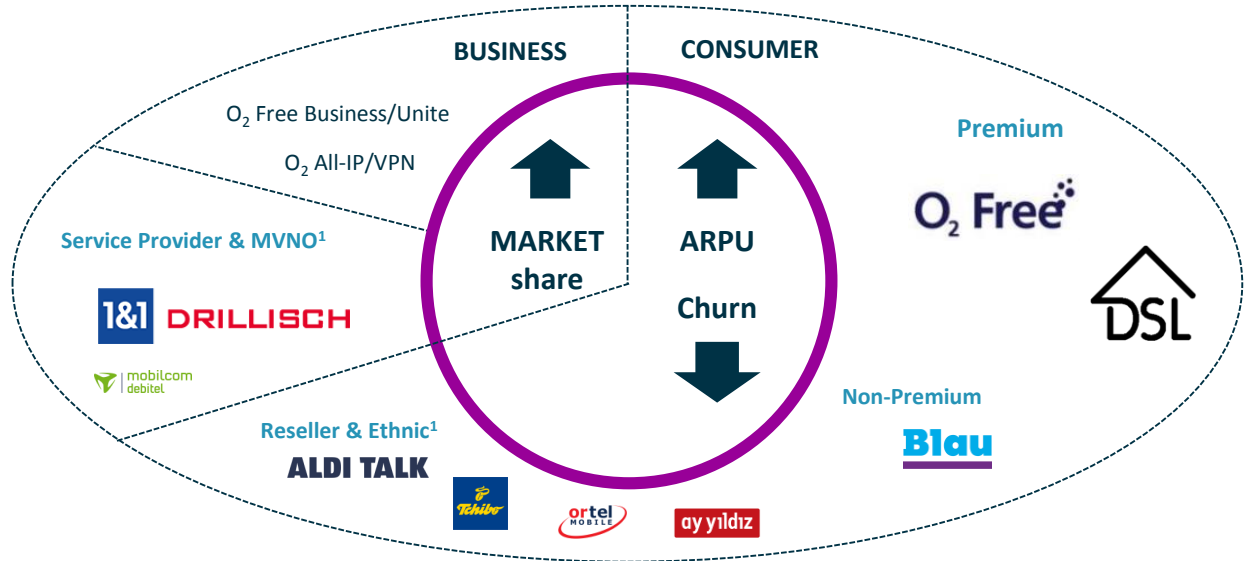 BUSINESS
CONSUMER
O₂ Free Business/Unite
O₂ All-IP/VPN
Premium
O₂ Free
Service Provider & MVNO¹
MARKET
share
ARPU
Churn
DSL
1&1 DRILLISCH
mobilcom
debitel
Non-Premium
Blau
Reseller & Ethnic¹
ALDI TALK
Tchibo
ortel
MOBILE
ay yıldız